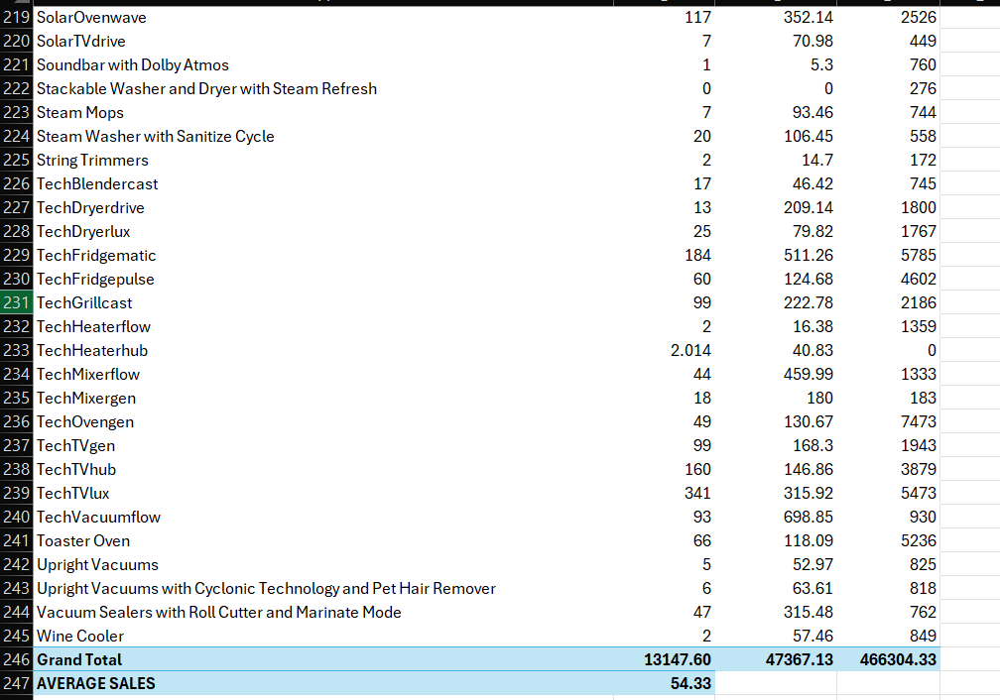 219 SolarOvenwave 117 352.14 2526
220 SolarTVdrive 7 70.98 449
221 Soundbar with Dolby Atmos 1 5.3 760
222 Stackable Washer and Dryer with Steam Refresh 0 0 276
223 Steam Mops 7 93.46 744
224 Steam Washer with Sanitize Cycle 20 106.45 558
225 String Trimmers 2 14.7 172
226 TechBlendercast 17 46.42 745
227 TechDryerdrive 13 209.14 1800
228 TechDryerlux 25 79.82 1767
229 TechFridgematic 184 511.26 5785
230 TechFridgepulse 60 124.68 4602
231 TechGrillcast 99 222.78 2186
232 TechHeaterflow 2 16.38 1359
233 TechHeaterhub 2.014 40.83 0
234 TechMixerflow 44 459.99 1333
235 TechMixergen 18 180 183
236 TechOvengen 49 130.67 7473
237 TechTVgen 99 168.3 1943
238 TechTVhub 160 146.86 3879
239 TechTVlux 341 315.92 5473
240 TechVacuumflow 93 698.85 930
241 Toaster Oven 66 118.09 5236
242 Upright Vacuums 5 52.97 825
243 Upright Vacuums with Cyclonic Technology and Pet Hair Remover 6 63.61 818
244 Vacuum Sealers with Roll Cutter and Marinate Mode 47 315.48 762
245 Wine Cooler 2 57.46 849
246 Grand Total 13147.60 47367.13 466304.33
247 AVERAGE SALES 54.33